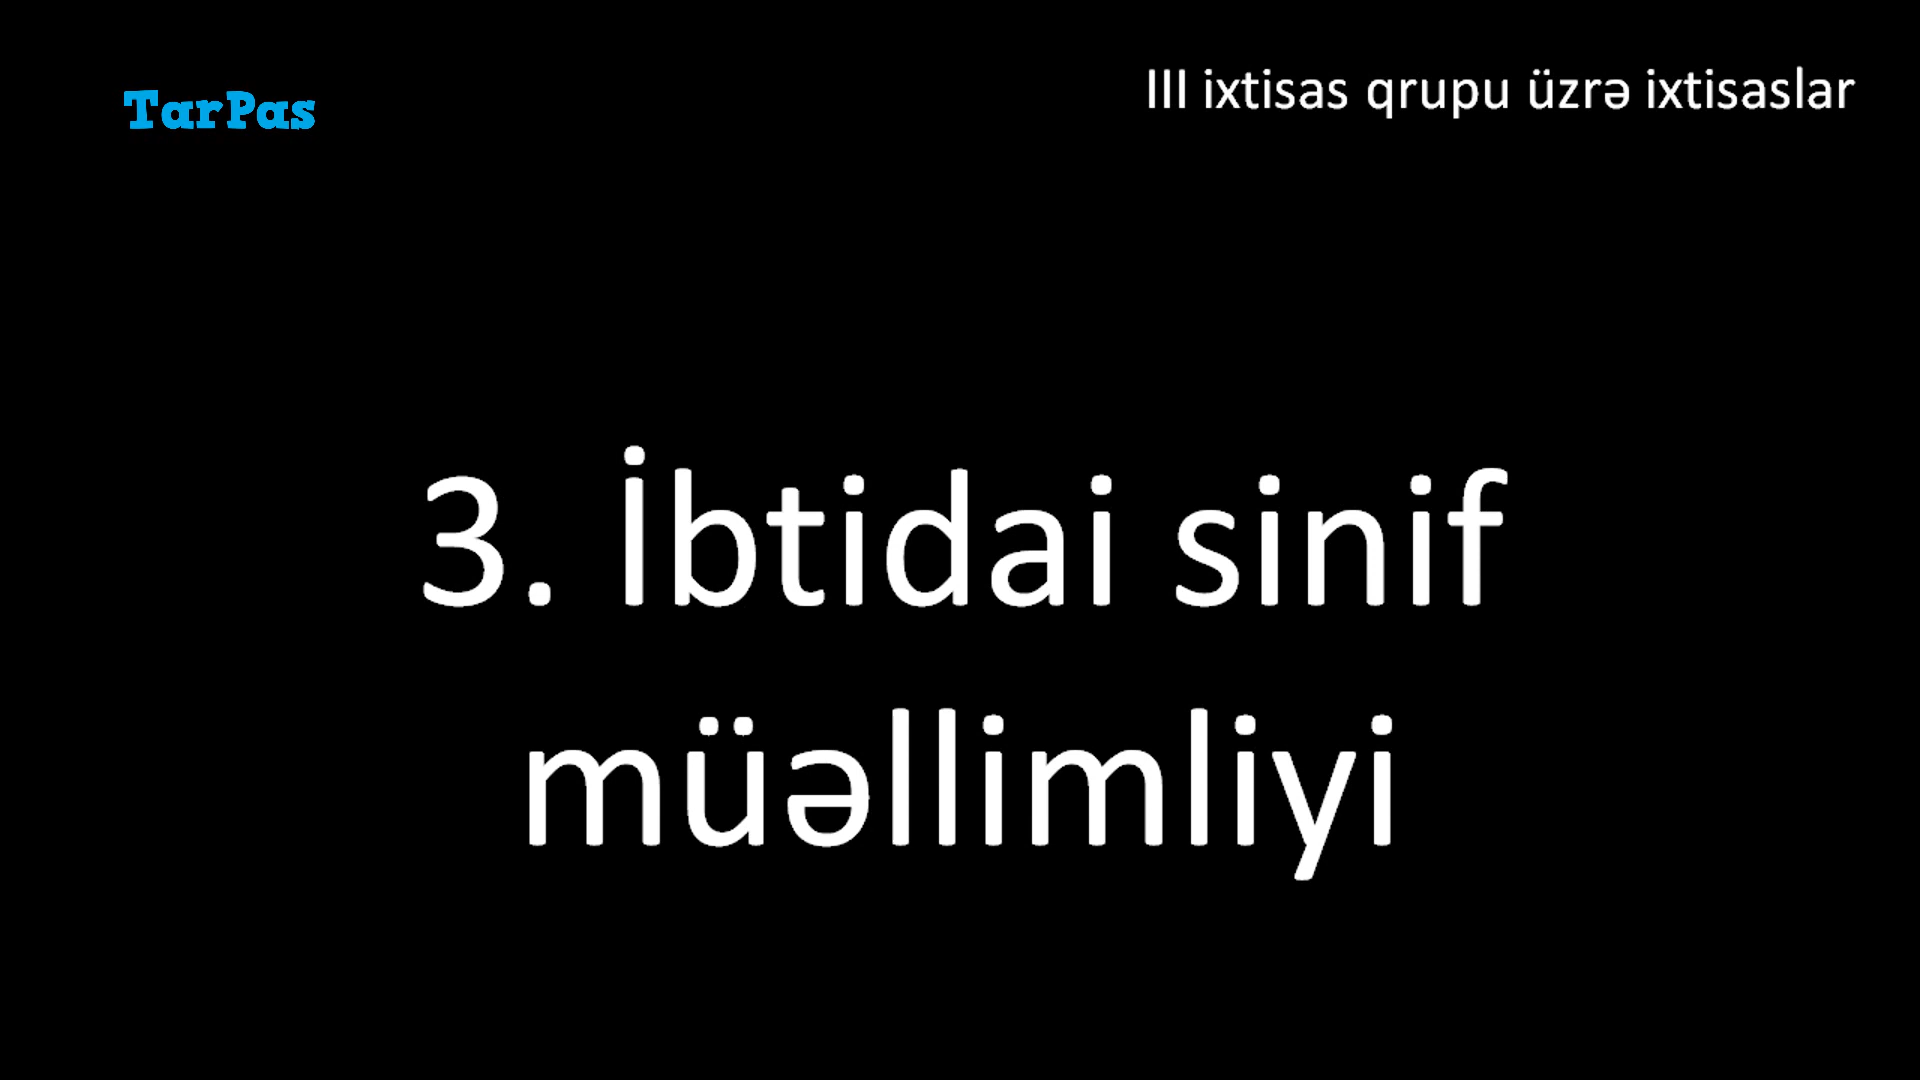 TarPas
III ixtisas qrupu üzrə ixtisaslar
3. İbtidai sinif
müəllimliyi